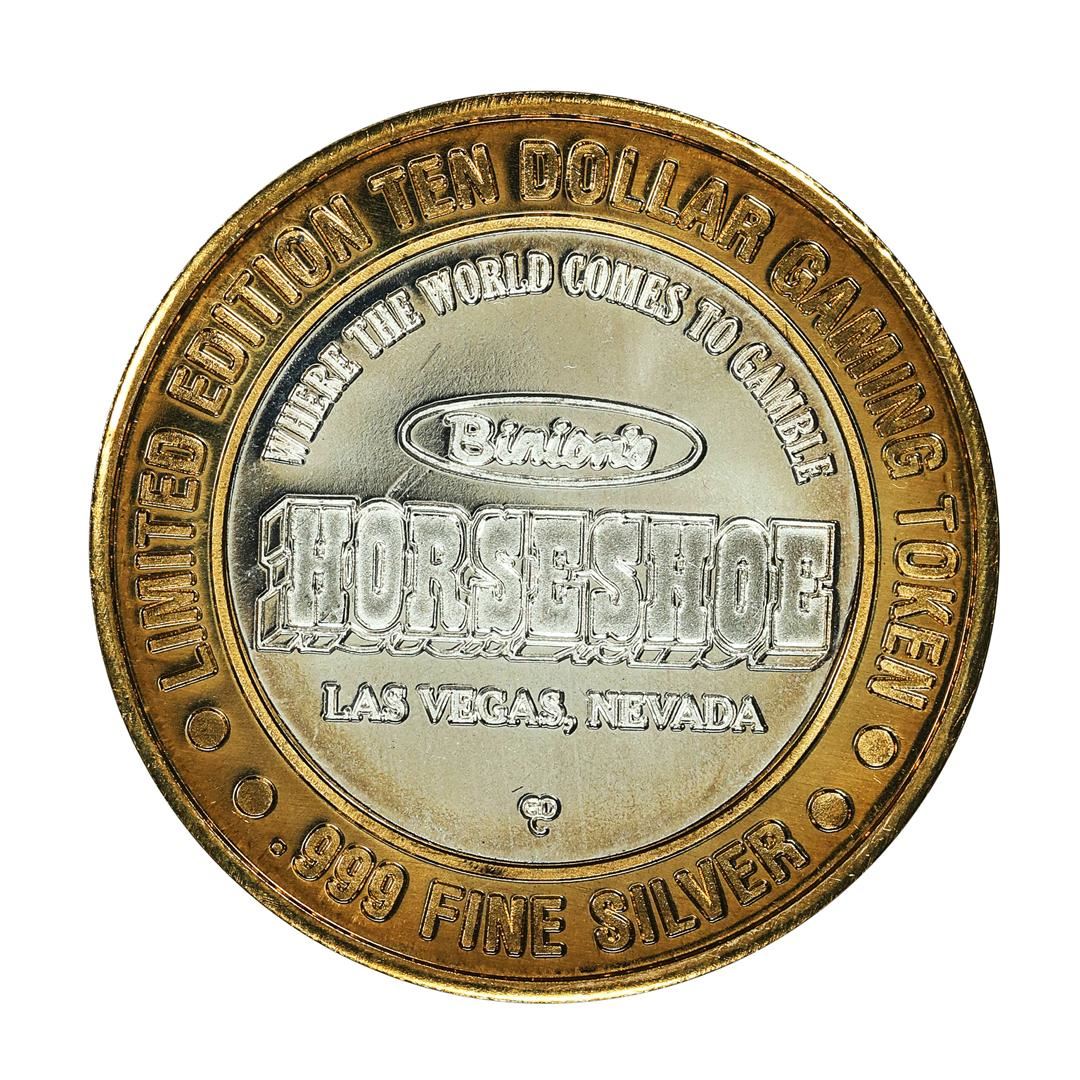 LIMITED EDITION TEN DOLLAR GAMING TOKEN
WHERE THE WORLD COMES TO GAMBLE
Binion's
HORSESHOE
LAS VEGAS, NEVADA
.999 FINE SILVER